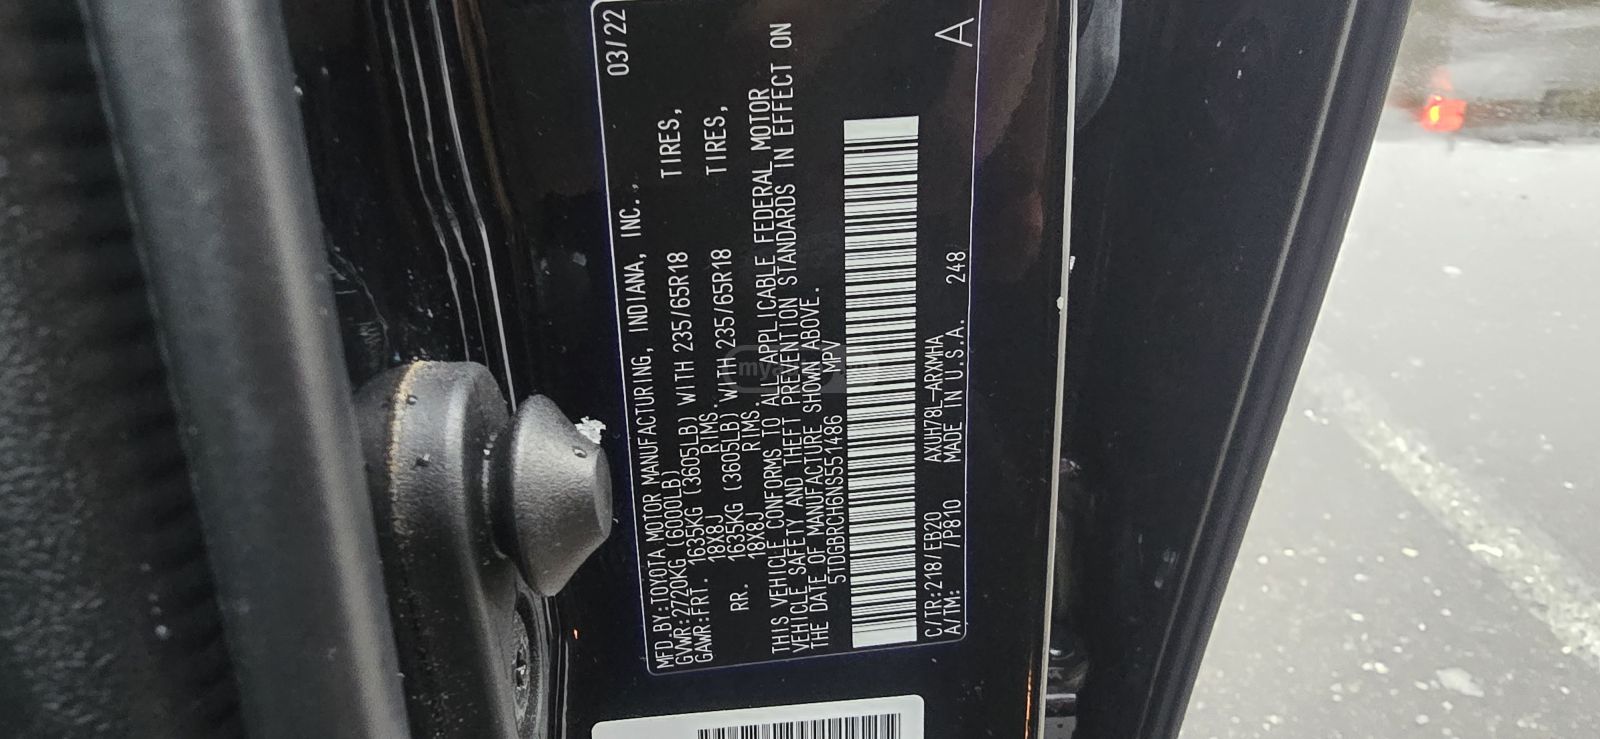 MFD.BY:TOYOTA MOTOR MANUFACTURING, INDIANA, INC. 03/22
GVWR:2720KG (6000LB)
GAWR:FRT. 1635KG (3605LB) WITH 235/65R18 TIRES,
18X8J RIMS.
RR. 1635KG (3605LB) WITH 235/65R18 TIRES,
18X8J RIMS.
THIS VEHICLE CONFORMS TO ALL APPLICABLE FEDERAL MOTOR
VEHICLE SAFETY AND THEFT PREVENTION STANDARDS IN EFFECT ON
THE DATE OF MANUFACTURE SHOWN ABOVE.
5TDGBRCH6NS551486 MPV
C/TR:218/EB20 AXUH78L-ARXMHA
A/TM: /P810 MADE IN U.S.A. 248 A